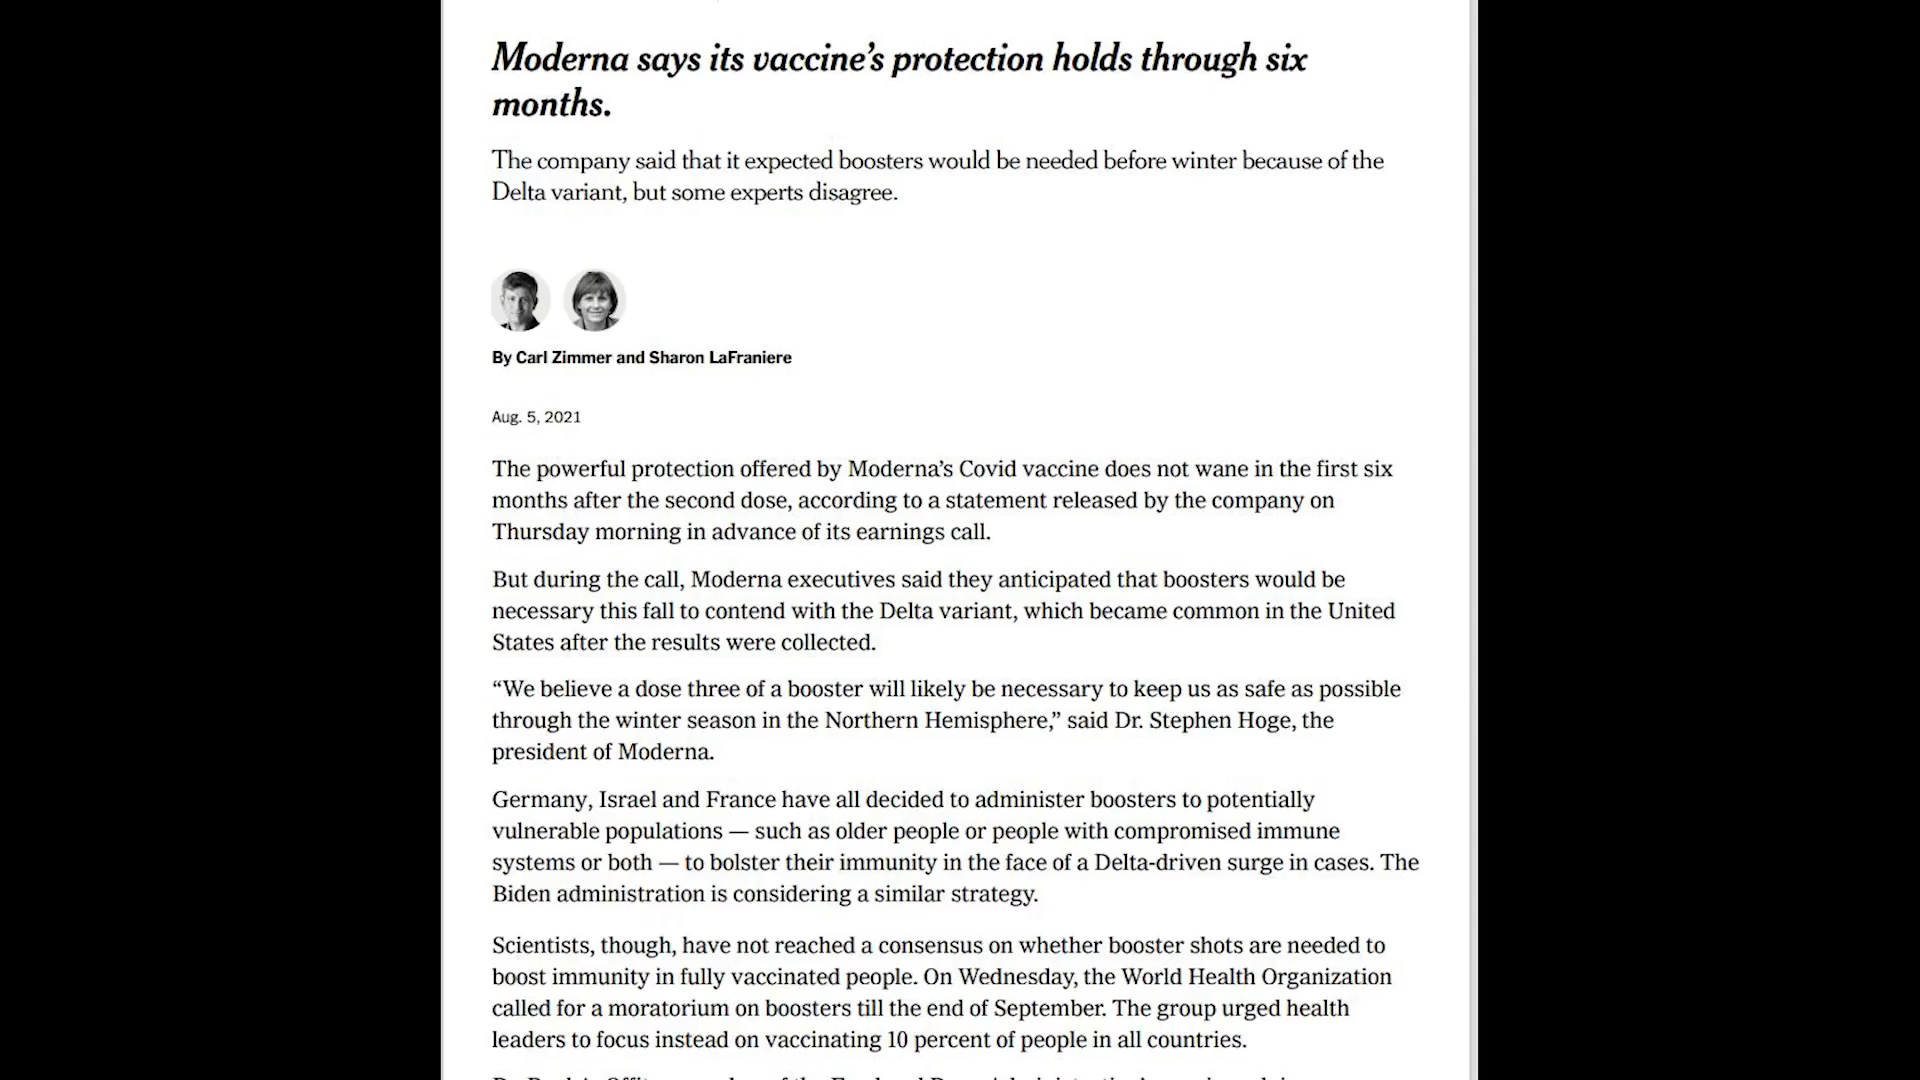 Moderna says its vaccine’s protection holds through six
months.
The company said that it expected boosters would be needed before winter because of the
Delta variant, but some experts disagree.
By Carl Zimmer and Sharon LaFraniere
Aug. 5, 2021
The powerful protection offered by Moderna’s Covid vaccine does not wane in the first six
months after the second dose, according to a statement released by the company on
Thursday morning in advance of its earnings call.
But during the call, Moderna executives said they anticipated that boosters would be
necessary this fall to contend with the Delta variant, which became common in the United
States after the results were collected.
“We believe a dose three of a booster will likely be necessary to keep us as safe as possible
through the winter season in the Northern Hemisphere,” said Dr. Stephen Hoge, the
president of Moderna.
Germany, Israel and France have all decided to administer boosters to potentially
vulnerable populations — such as older people or people with compromised immune
systems or both — to bolster their immunity in the face of a Delta-driven surge in cases. The
Biden administration is considering a similar strategy.
Scientists, though, have not reached a consensus on whether booster shots are needed to
boost immunity in fully vaccinated people. On Wednesday, the World Health Organization
called for a moratorium on boosters till the end of September. The group urged health
leaders to focus instead on vaccinating 10 percent of people in all countries.